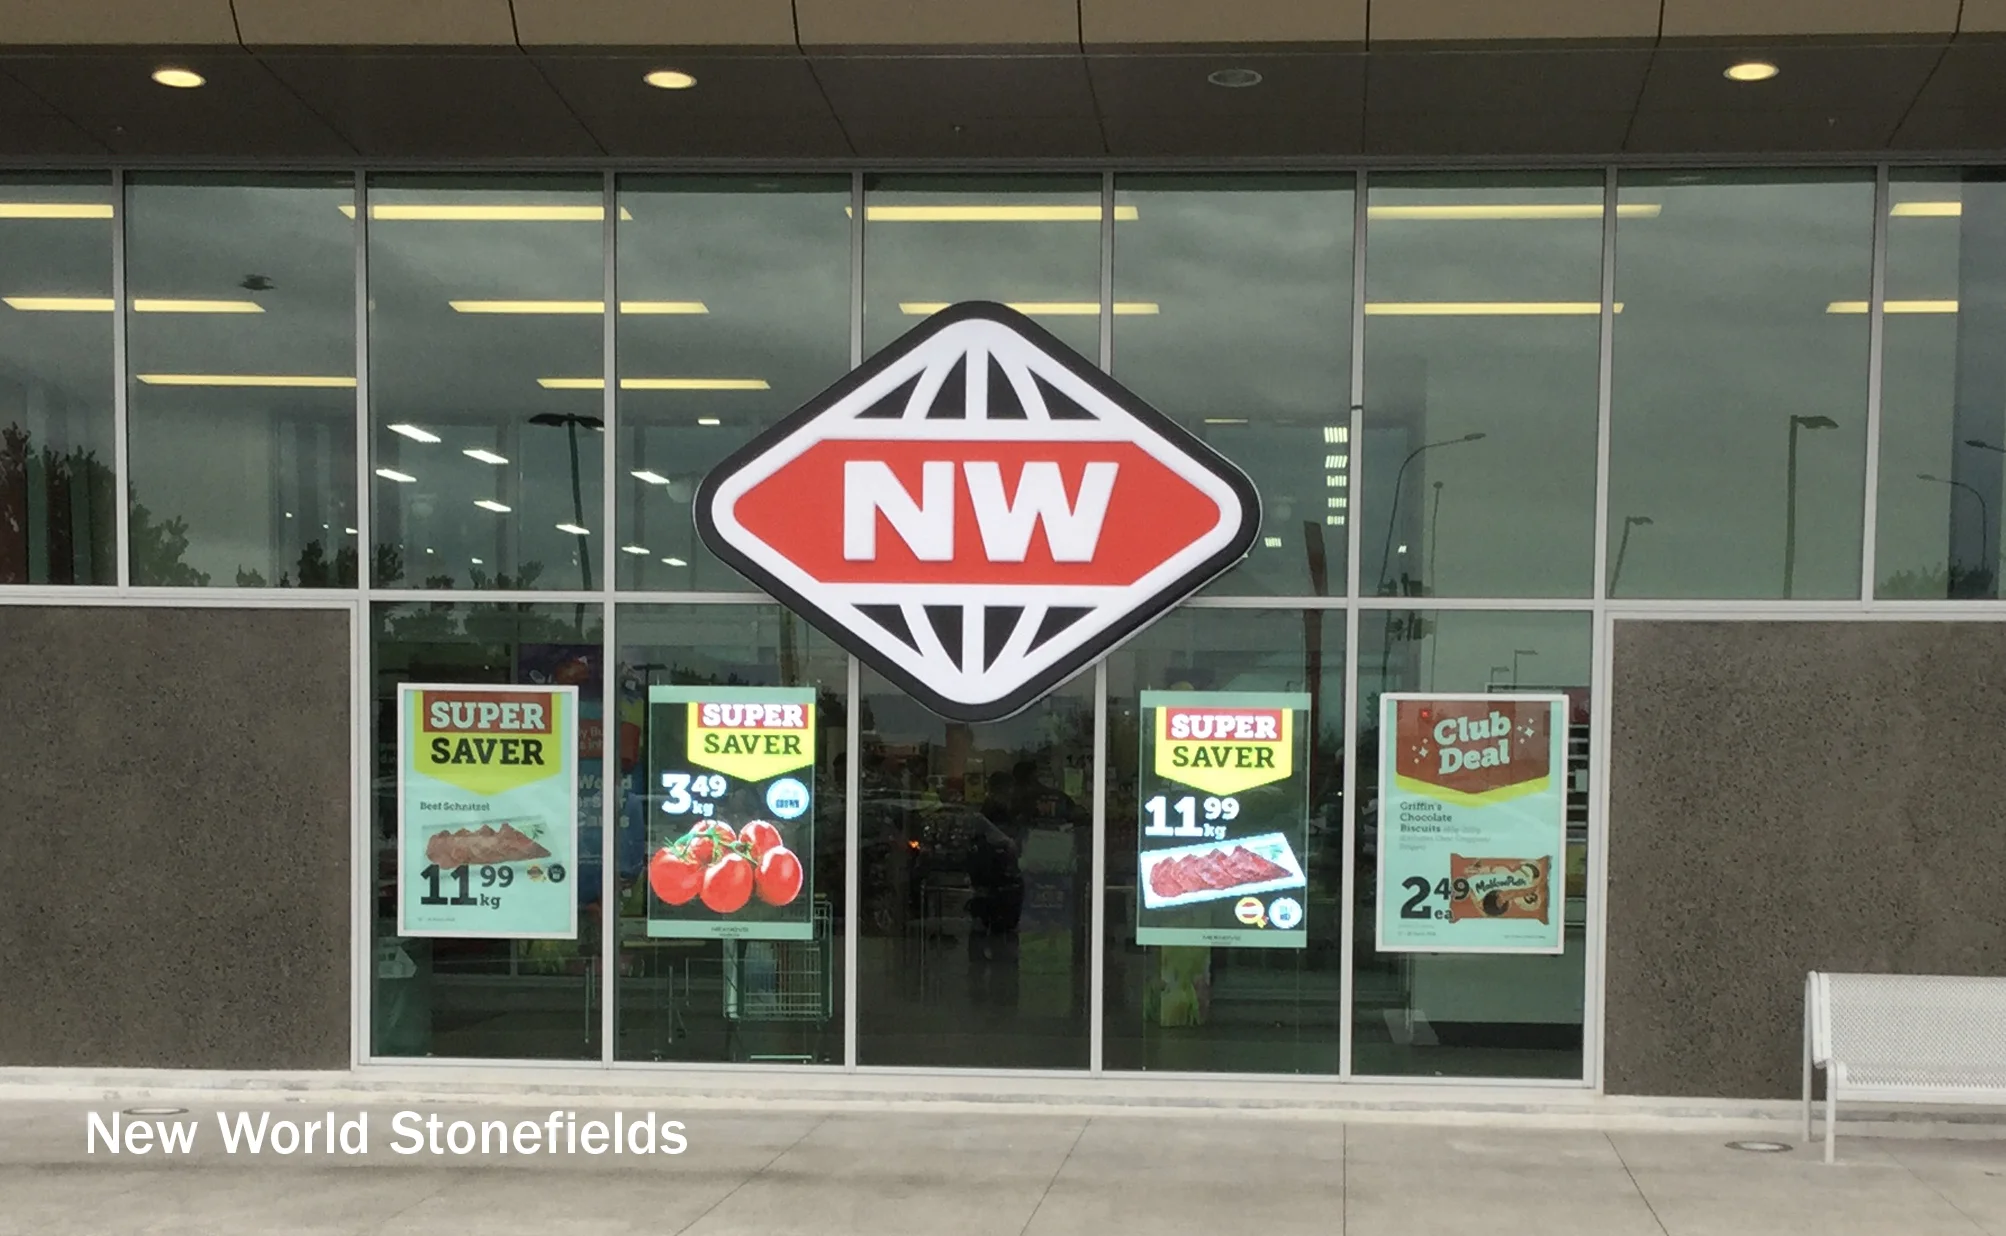 NW
SUPER
SAVER
Beef Schnitzel
11 99
kg
SUPER
SAVER
3 49
kg
SUPER
SAVER
11 99
kg
Club
Deal
Griffin's
Chocolate
Biscuits
MallowPuffs
2 49
ea
New World Stonefields